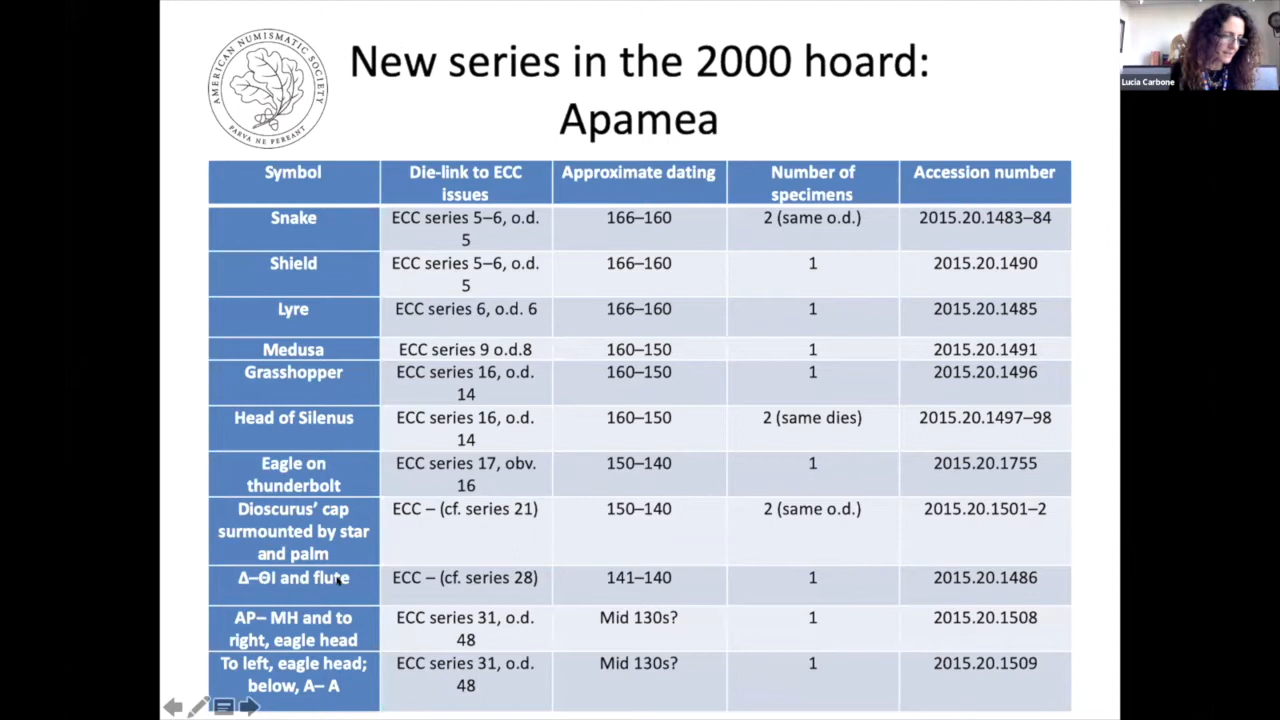 AMERICAN NUMISMATIC SOCIETY
PARVA NE PEREANT
New series in the 2000 hoard:
Apamea
Lucia Carbone
Symbol
Die-link to ECC
issues
Approximate dating
Number of
specimens
Accession number
Snake
ECC series 5–6, o.d.
5
166–160
2 (same o.d.)
2015.20.1483–84
Shield
ECC series 5–6, o.d.
5
166–160
1
2015.20.1490
Lyre
ECC series 6, o.d. 6
166–160
1
2015.20.1485
Medusa
ECC series 9 o.d.8
160–150
1
2015.20.1491
Grasshopper
ECC series 16, o.d.
14
160–150
1
2015.20.1496
Head of Silenus
ECC series 16, o.d.
14
160–150
2 (same dies)
2015.20.1497–98
Eagle on
thunderbolt
ECC series 17, obv.
16
150–140
1
2015.20.1755
Dioscurus’ cap
surmounted by star
and palm
ECC – (cf. series 21)
150–140
2 (same o.d.)
2015.20.1501–2
Δ–ΘΙ and flute
ECC – (cf. series 28)
141–140
1
2015.20.1486
AP– MH and to
right, eagle head
ECC series 31, o.d.
48
Mid 130s?
1
2015.20.1508
To left, eagle head;
below, A– A
ECC series 31, o.d.
48
Mid 130s?
1
2015.20.1509